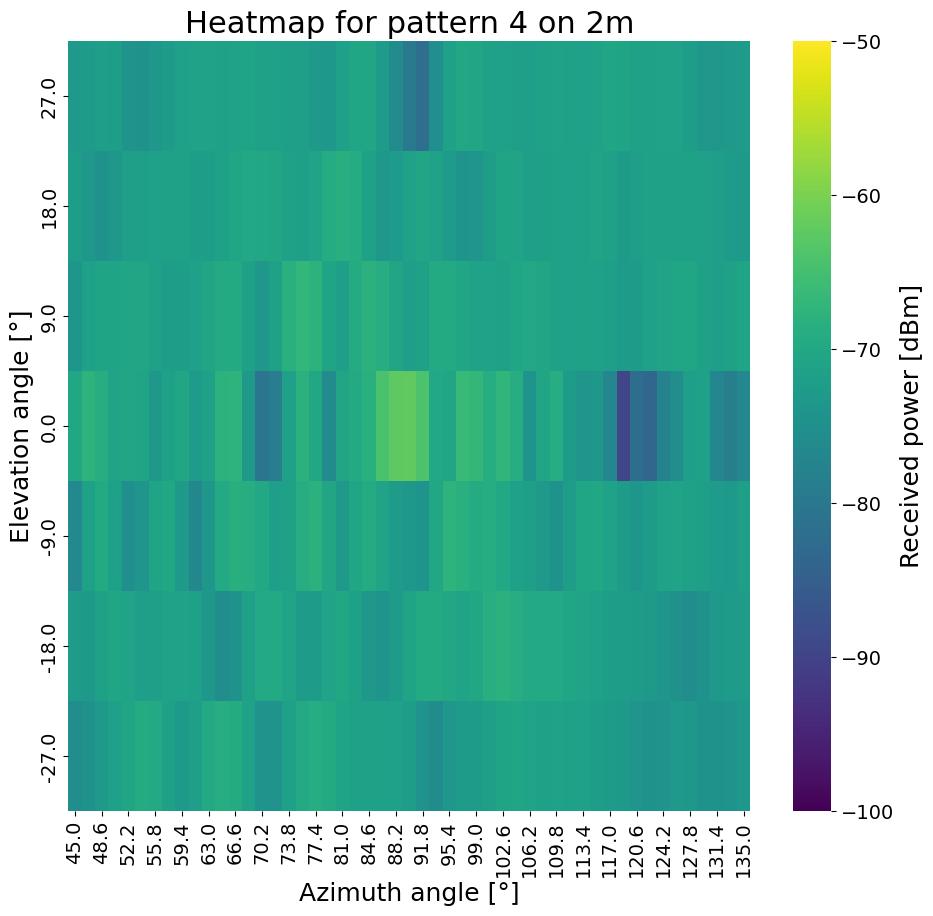 Heatmap for pattern 4 on 2m
27.0
18.0
9.0
0.0
-9.0
-18.0
-27.0
Elevation angle [°]
45.0 48.6 52.2 55.8 59.4 63.0 66.6 70.2 73.8 77.4 81.0 84.6 88.2 91.8 95.4 99.0 102.6 106.2 109.8 113.4 117.0 120.6 124.2 127.8 131.4 135.0
Azimuth angle [°]
−50
−60
−70
−80
−90
−100
Received power [dBm]